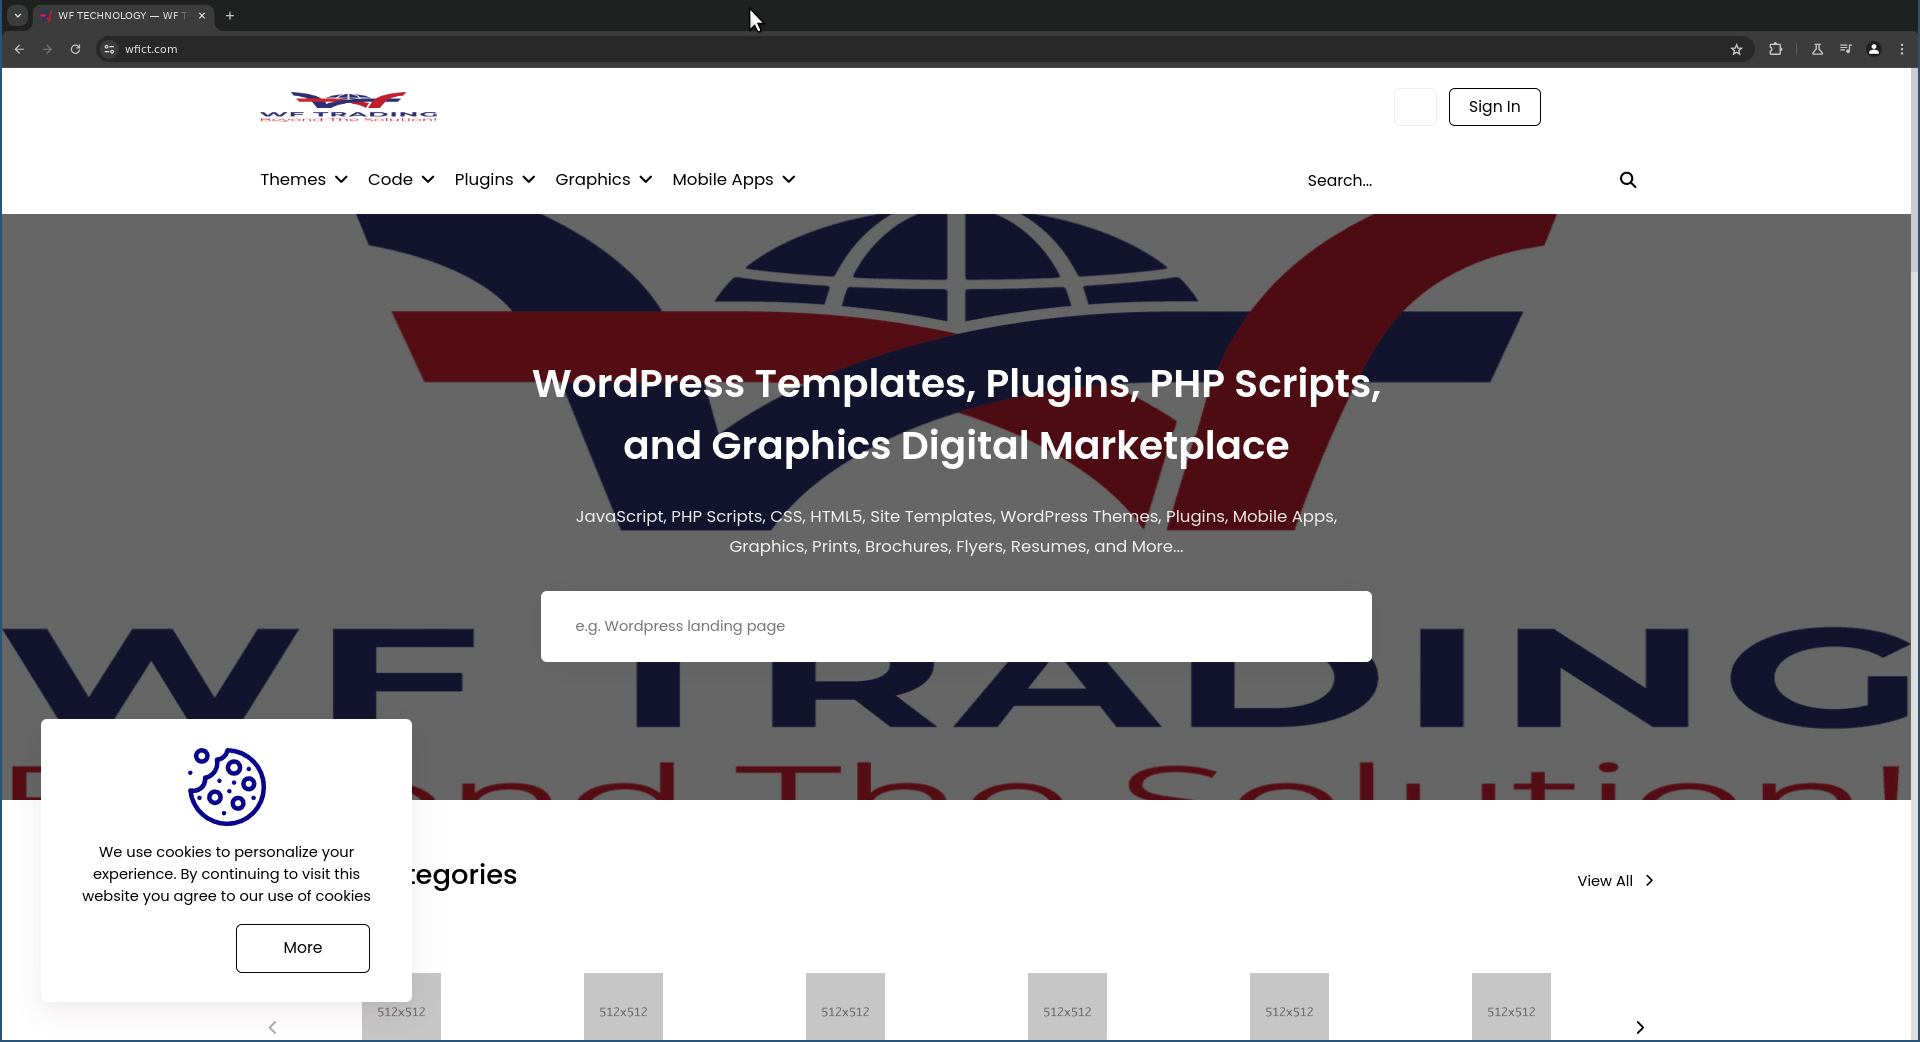 WF TECHNOLOGY — WF T
wfict.com
WF TRADING
Beyond The Solution!
Sign In
Themes
Code
Plugins
Graphics
Mobile Apps
Search...
WordPress Templates, Plugins, PHP Scripts,
and Graphics Digital Marketplace
JavaScript, PHP Scripts, CSS, HTML5, Site Templates, WordPress Themes, Plugins, Mobile Apps,
Graphics, Prints, Brochures, Flyers, Resumes, and More...
e.g. Wordpress landing page
WF TRADING
ond The Solution!
We use cookies to personalize your
experience. By continuing to visit this
website you agree to our use of cookies
More
tegories
View All
512x512
512x512
512x512
512x512
512x512
512x512